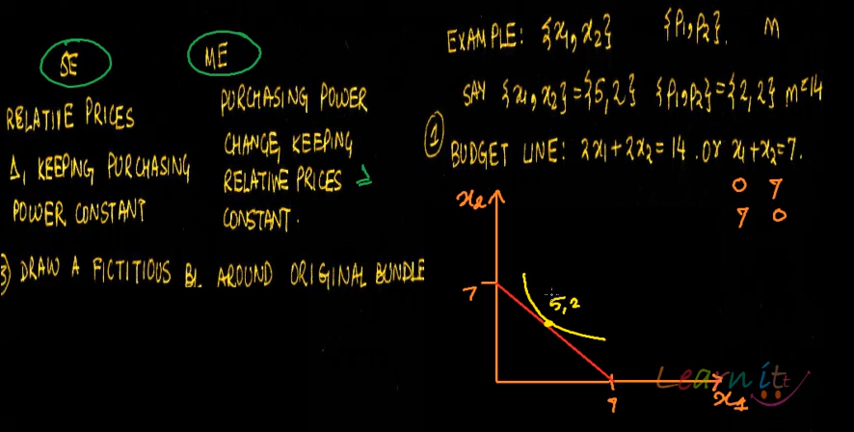 SE
RELATIVE PRICES
Δ, KEEPING PURCHASING
POWER CONSTANT
ME
PURCHASING POWER
CHANGE, KEEPING
RELATIVE PRICES
CONSTANT.
3) DRAW A FICTITIOUS BL AROUND ORIGINAL BUNDLE
EXAMPLE: {x1, x2} {P1, P2} M
SAY {x1, x2} = {5, 2} {P1, P2} = {2, 2} M=14
① BUDGET LINE: 2x1 + 2x2 = 14 . or x1 + x2 = 7.
0 7
7 0
x2
7
5, 2
7
x1
Learnitt